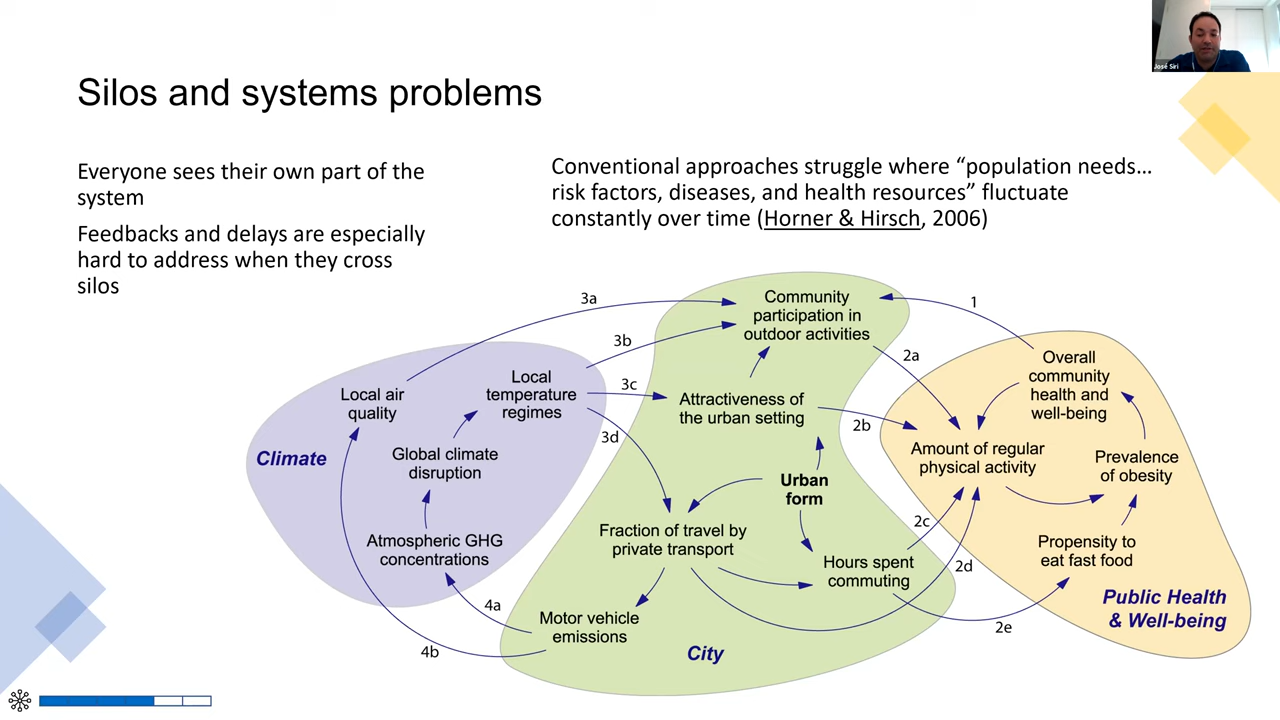 José Siri
Silos and systems problems
Everyone sees their own part of the
system
Feedbacks and delays are especially
hard to address when they cross
silos
Conventional approaches struggle where “population needs…
risk factors, diseases, and health resources” fluctuate
constantly over time (Horner & Hirsch, 2006)
3a
3b
3c
3d
Local air
quality
Local
temperature
regimes
Climate
Global climate
disruption
Atmospheric GHG
concentrations
4a
4b
Community
participation in
outdoor activities
Attractiveness of
the urban setting
Urban
form
Fraction of travel by
private transport
Hours spent
commuting
Motor vehicle
emissions
City
1
2a
2b
2c
2d
2e
Overall
community
health and
well-being
Amount of regular
physical activity
Prevalence
of obesity
Propensity to
eat fast food
Public Health
& Well-being